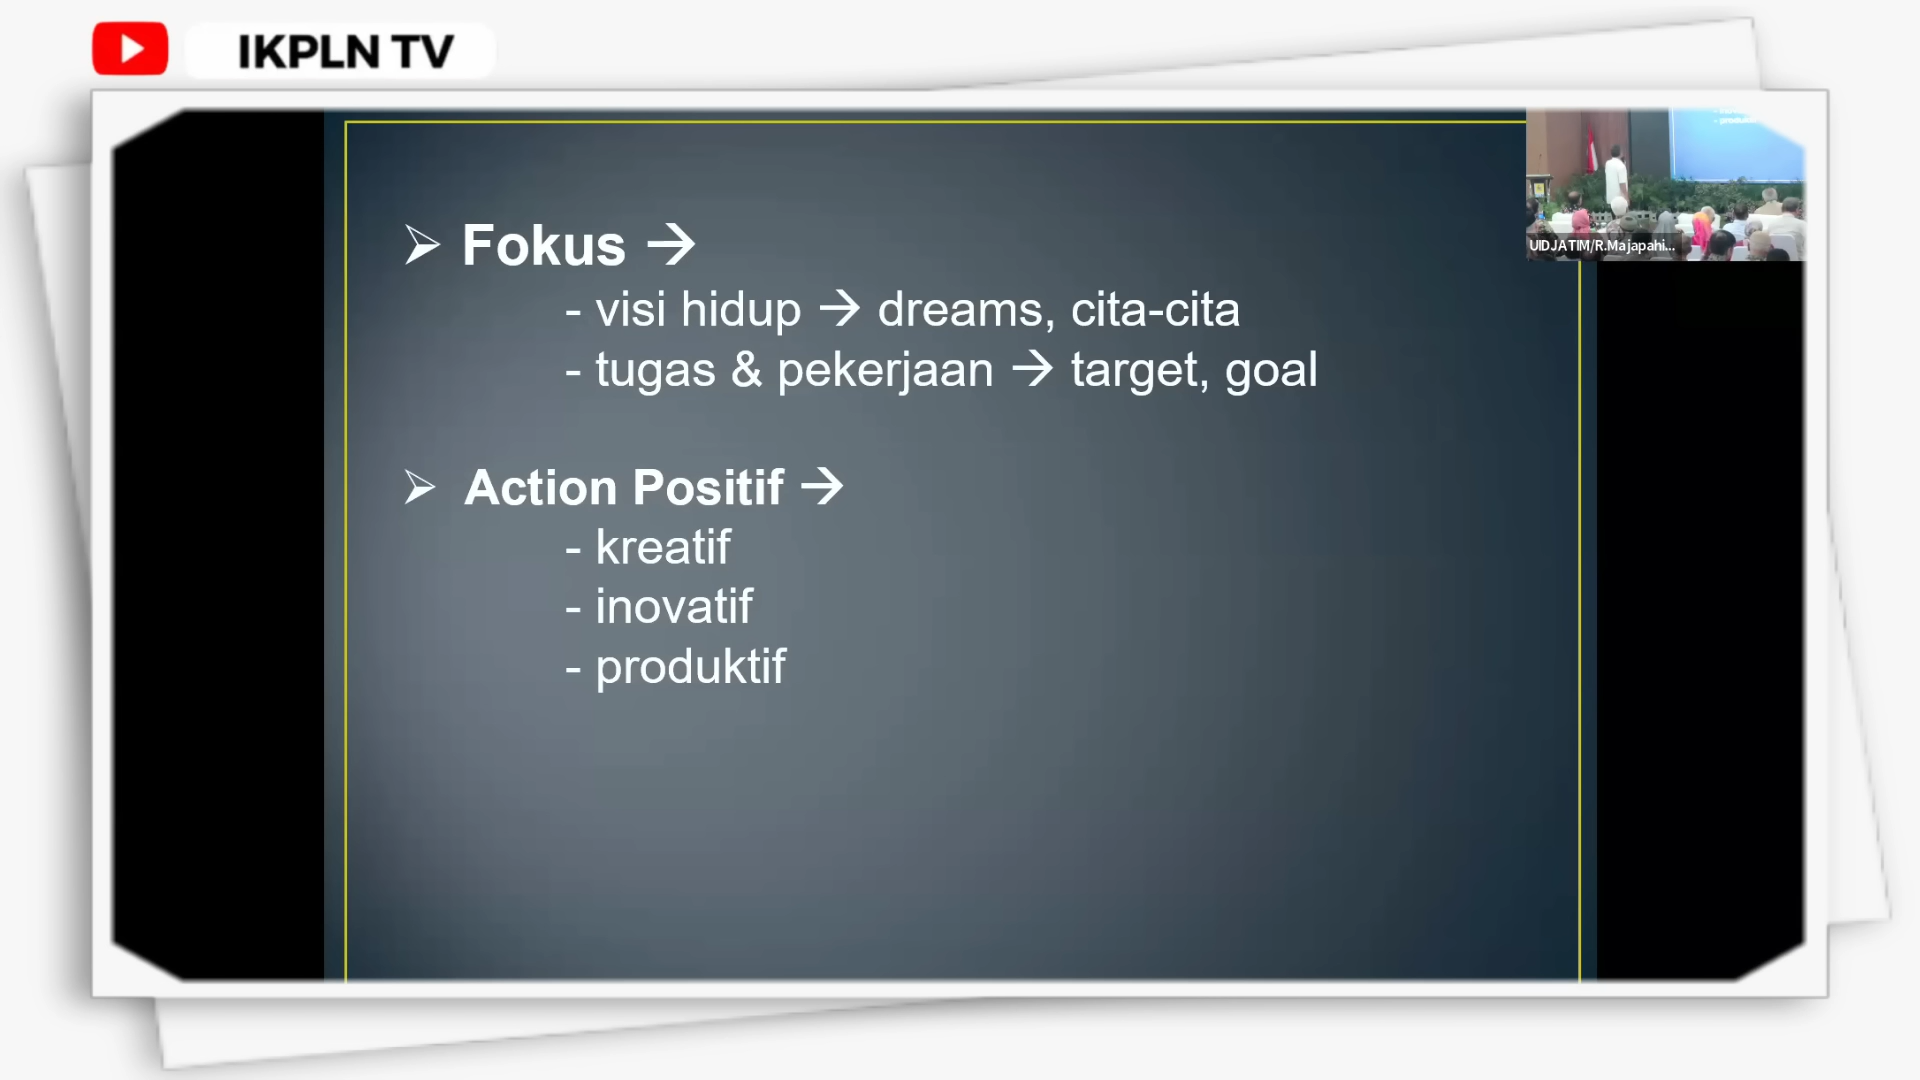 IKPLN TV
➢ Fokus →
- visi hidup → dreams, cita-cita
- tugas & pekerjaan → target, goal
➢ Action Positif →
- kreatif
- inovatif
- produktif
UIDJATIM/R.Majapahi...